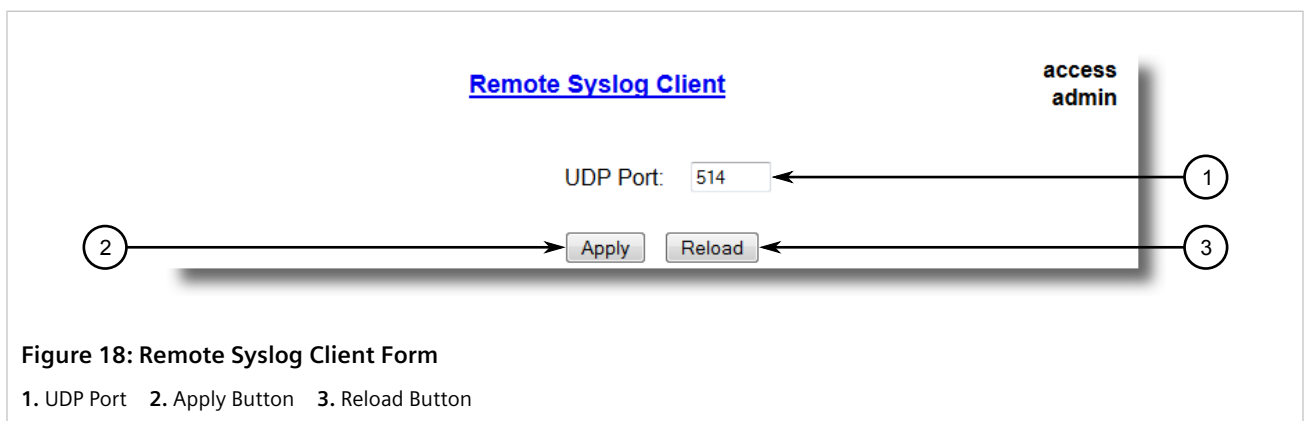 Remote Syslog Client
access
admin
UDP Port: 514
1
2
Apply Reload
3
Figure 18: Remote Syslog Client Form
1. UDP Port 2. Apply Button 3. Reload Button